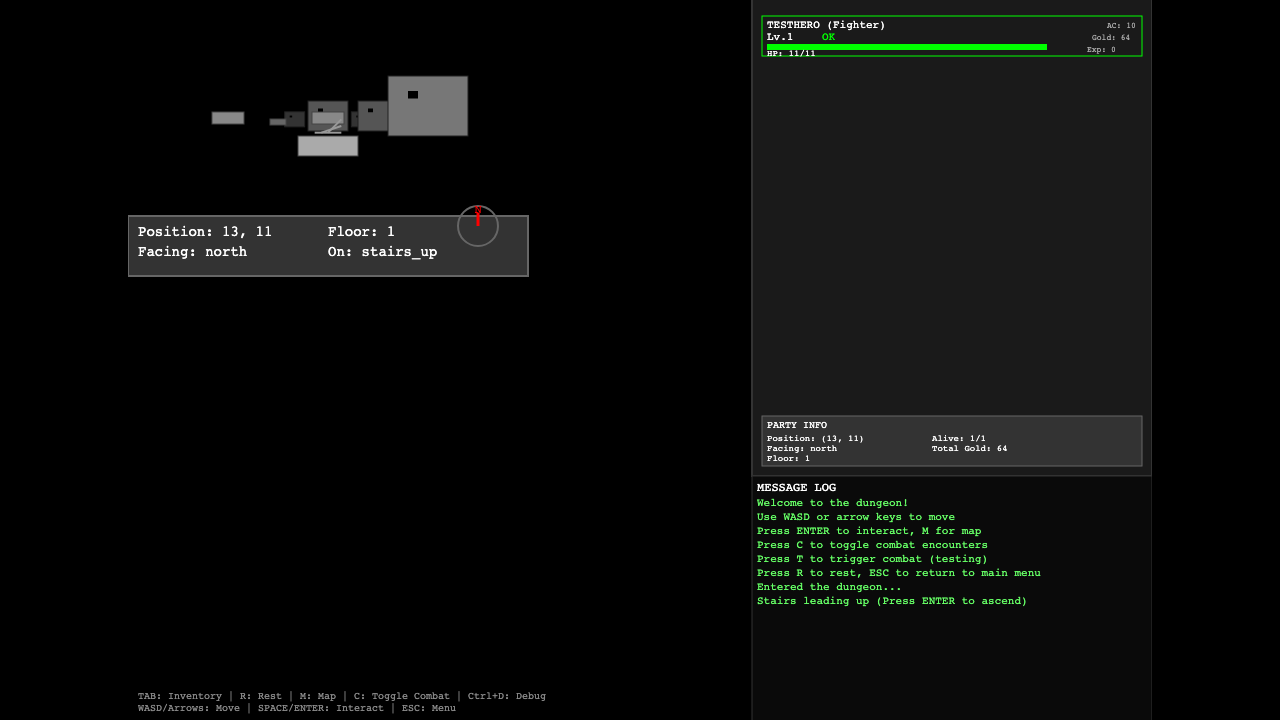 TESTHERO (Fighter)
AC: 10
Lv.1 OK
Gold: 64
Exp: 0
HP: 11/11
Position: 13, 11 Floor: 1
Facing: north On: stairs_up
PARTY INFO
Position: (13, 11) Alive: 1/1
Facing: north Total Gold: 64
Floor: 1
MESSAGE LOG
Welcome to the dungeon!
Use WASD or arrow keys to move
Press ENTER to interact, M for map
Press C to toggle combat encounters
Press T to trigger combat (testing)
Press R to rest, ESC to return to main menu
Entered the dungeon...
Stairs leading up (Press ENTER to ascend)
TAB: Inventory | R: Rest | M: Map | C: Toggle Combat | Ctrl+D: Debug
WASD/Arrows: Move | SPACE/ENTER: Interact | ESC: Menu